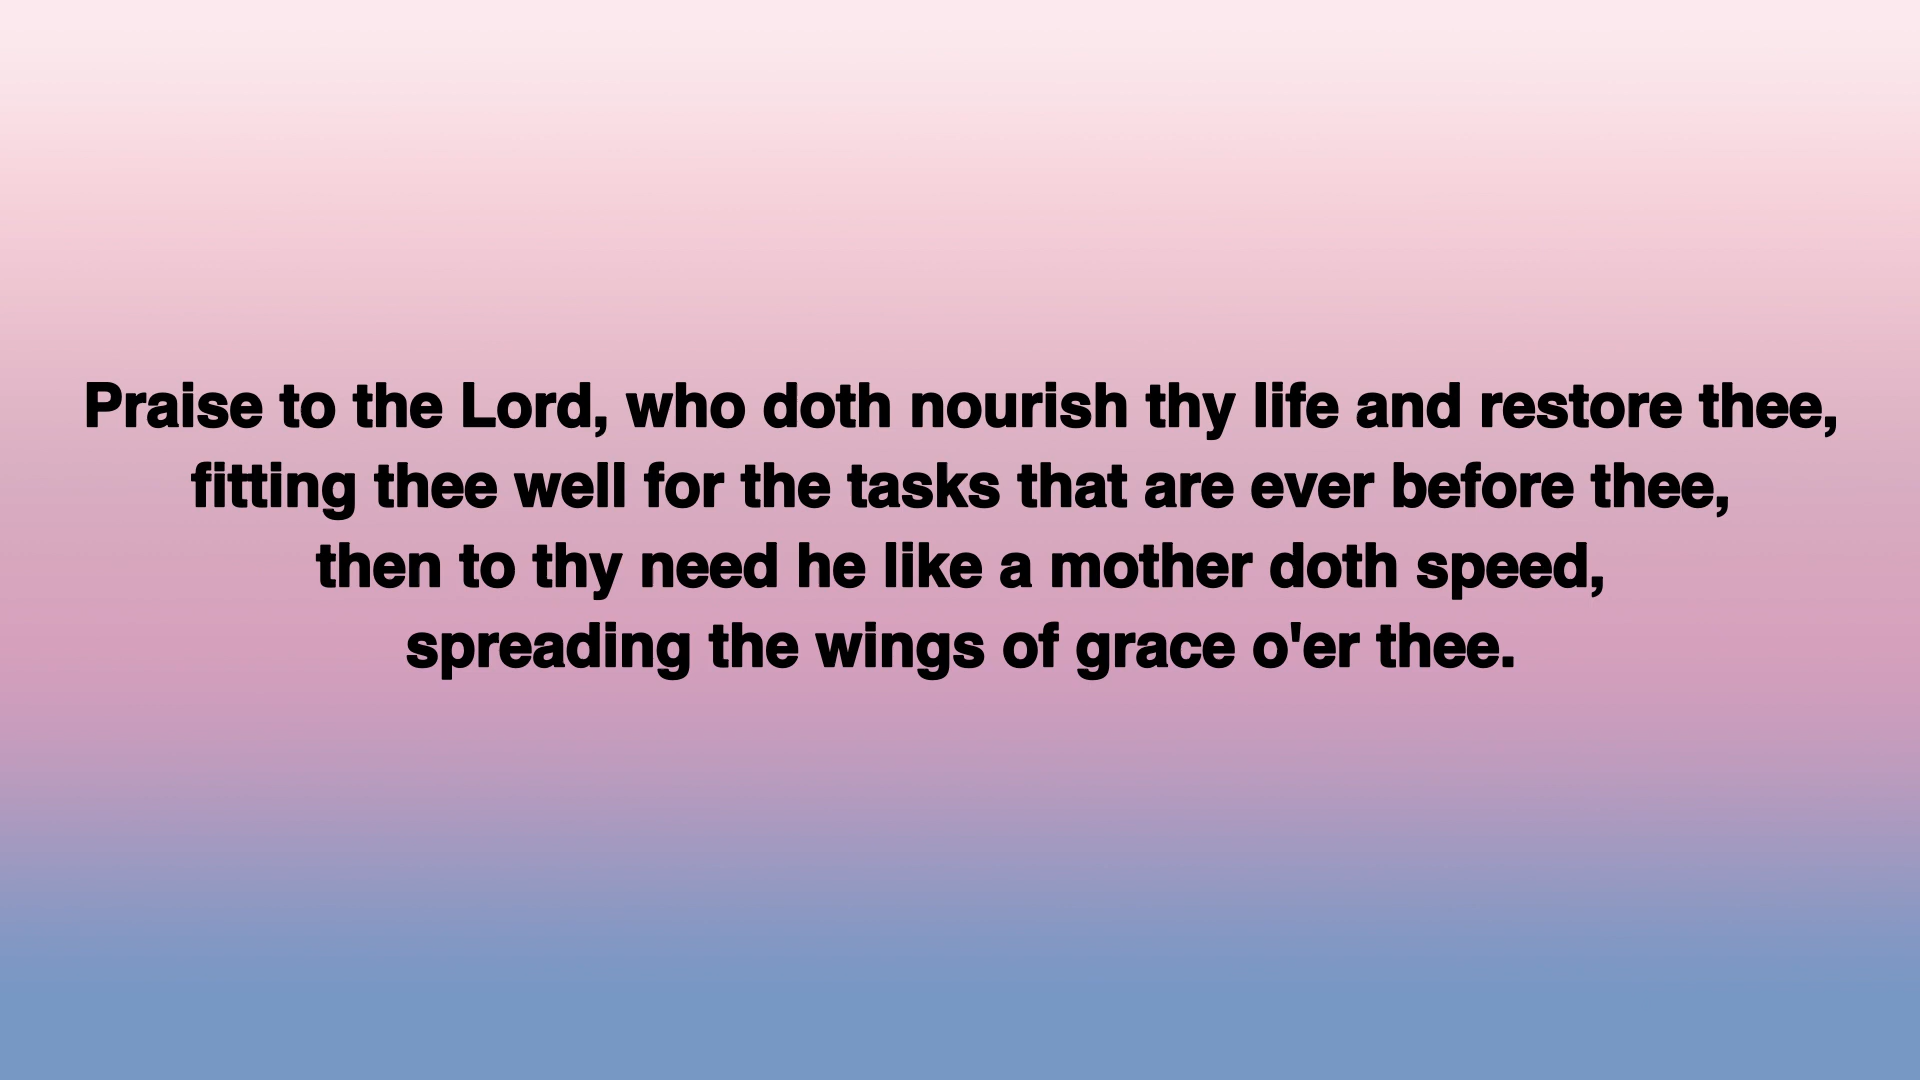 Praise to the Lord, who doth nourish thy life and restore thee,
fitting thee well for the tasks that are ever before thee,
then to thy need he like a mother doth speed,
spreading the wings of grace o'er thee.